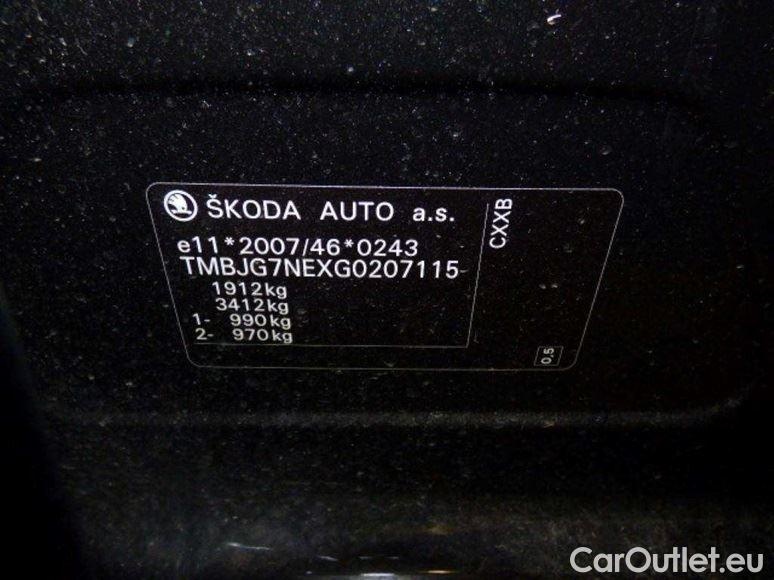 ŠKODA AUTO a.s.
e11*2007/46*0243
TMBJG7NEXG0207115
1912kg
3412kg
1- 990kg
2- 970kg
CXXB
0.5
CarOutlet.eu